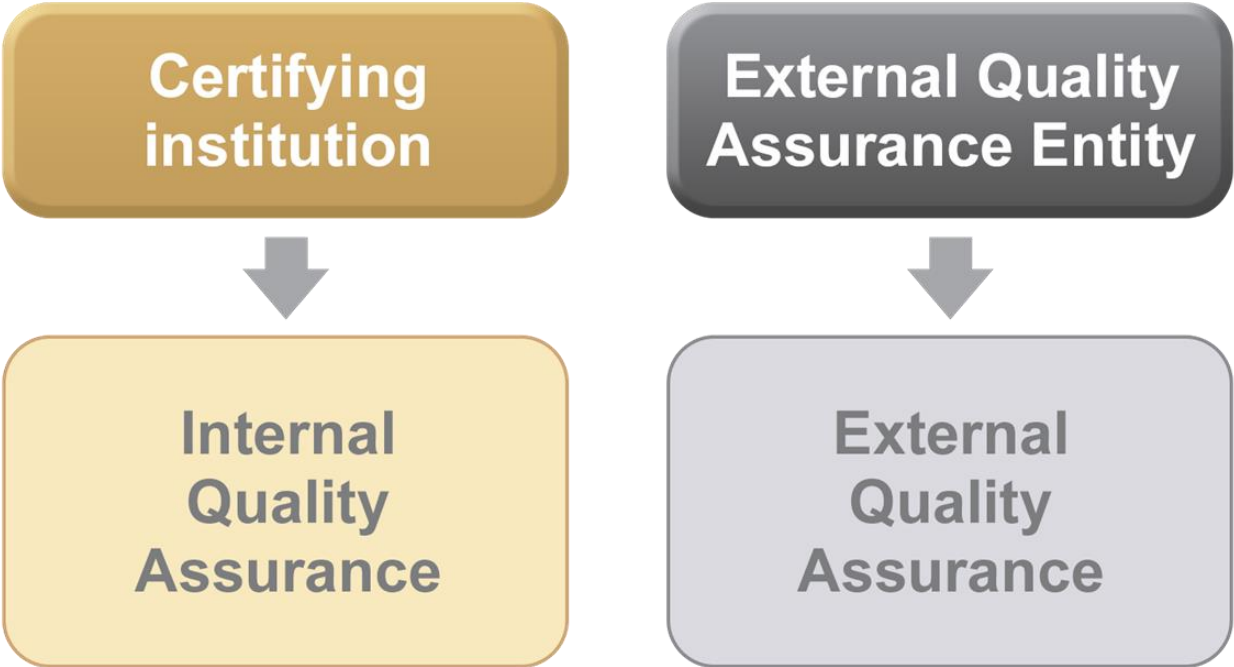 Certifying
institution
External Quality
Assurance Entity
Internal
Quality
Assurance
External
Quality
Assurance